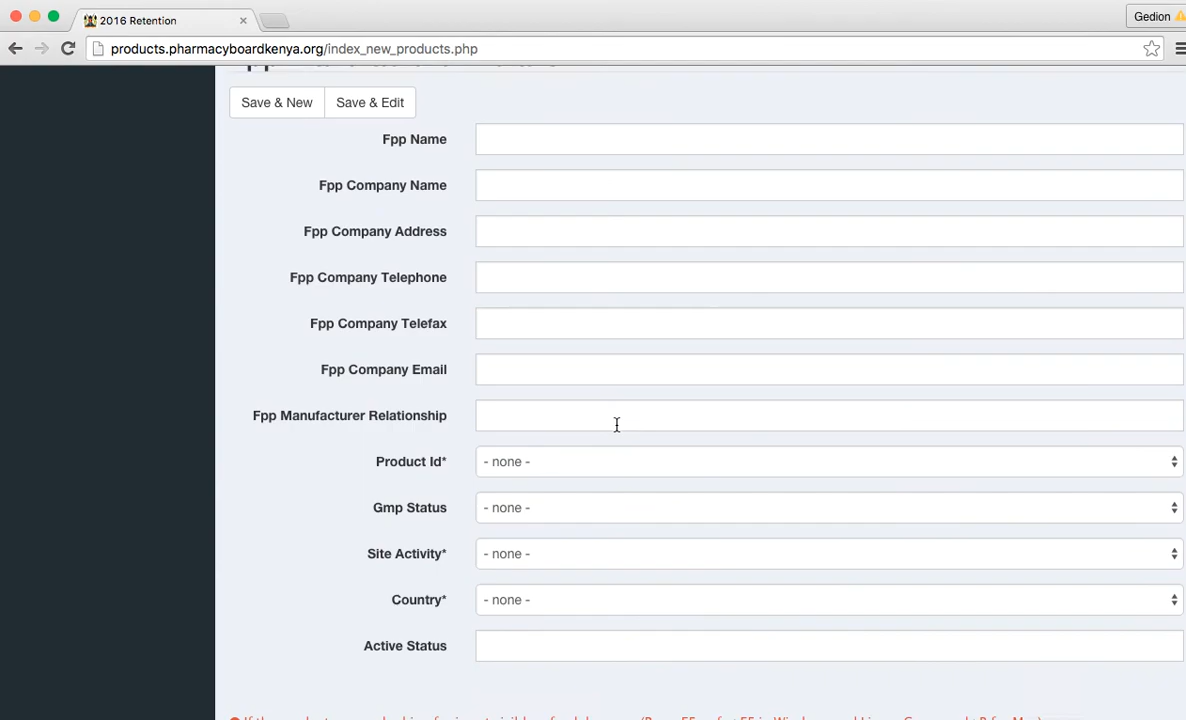 2016 Retention
Gedion
products.pharmacyboardkenya.org/index_new_products.php
Save & New
Save & Edit
Fpp Name
Fpp Company Name
Fpp Company Address
Fpp Company Telephone
Fpp Company Telefax
Fpp Company Email
Fpp Manufacturer Relationship
Product Id* - none -
Gmp Status - none -
Site Activity* - none -
Country* - none -
Active Status